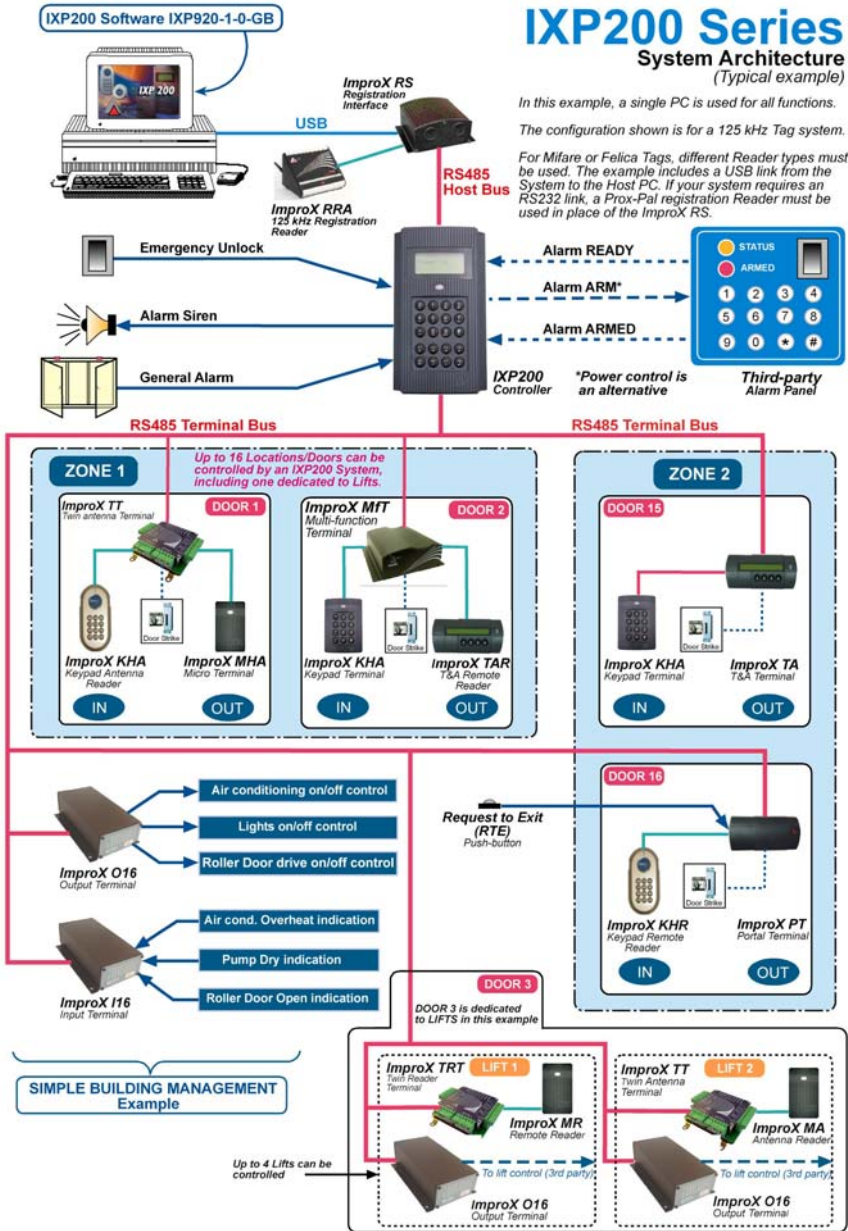 IXP200 Software IXP920-1-0-GB
IXP200 Series
System Architecture
(Typical example)
IXP 200
ImproX RS
Registration
Interface
USB
In this example, a single PC is used for all functions.
The configuration shown is for a 125 kHz Tag system.
For Mifare or Felica Tags, different Reader types must
be used. The example includes a USB link from the
System to the Host PC. If your system requires an
RS232 link, a Prox-Pal registration Reader must be
used in place of the ImproX RS.
RS485
Host Bus
ImproX RRA
125 kHz Registration
Reader
Emergency Unlock
Alarm Siren
General Alarm
Alarm READY
Alarm ARM*
Alarm ARMED
STATUS
ARMED
1 2 3 4
5 6 7 8
9 0 * #
IXP200
Controller
*Power control is
an alternative
Third-party
Alarm Panel
RS485 Terminal Bus
RS485 Terminal Bus
ZONE 1
Up to 16 Locations/Doors can be
controlled by an IXP200 System,
including one dedicated to Lifts.
ImproX TT
Twin antenna Terminal
DOOR 1
Door Strike
ImproX KHA
Keypad Antenna
Reader
ImproX MHA
Micro Terminal
IN
OUT
ImproX MfT
Multi-function
Terminal
DOOR 2
Door Strike
ImproX KHA
Keypad Terminal
ImproX TAR
T&A Remote
Reader
IN
OUT
ZONE 2
DOOR 15
Door Strike
ImproX KHA
Keypad Terminal
ImproX TA
T&A Terminal
IN
OUT
DOOR 16
Request to Exit
(RTE)
Push-button
Door Strike
ImproX KHR
Keypad Remote
Reader
ImproX PT
Portal Terminal
IN
OUT
Air conditioning on/off control
Lights on/off control
Roller Door drive on/off control
ImproX O16
Output Terminal
Air cond. Overheat indication
Pump Dry indication
Roller Door Open indication
ImproX I16
Input Terminal
SIMPLE BUILDING MANAGEMENT
Example
DOOR 3
DOOR 3 is dedicated
to LIFTS in this example
ImproX TRT
Twin Reader
Terminal
LIFT 1
ImproX MR
Remote Reader
To lift control (3rd party)
ImproX O16
Output Terminal
ImproX TT
Twin Antenna
Terminal
LIFT 2
ImproX MA
Antenna Reader
To lift control (3rd party)
ImproX O16
Output Terminal
Up to 4 Lifts can be
controlled